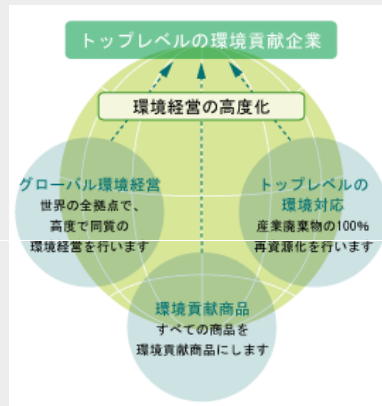 トップレベルの環境貢献企業
環境経営の高度化
グローバル環境経営
世界の全拠点で、
高度で同質の
環境経営を行います
トップレベルの
環境対応
産業廃棄物の100%
再資源化を行います
環境貢献商品
すべての商品を
環境貢献商品にします